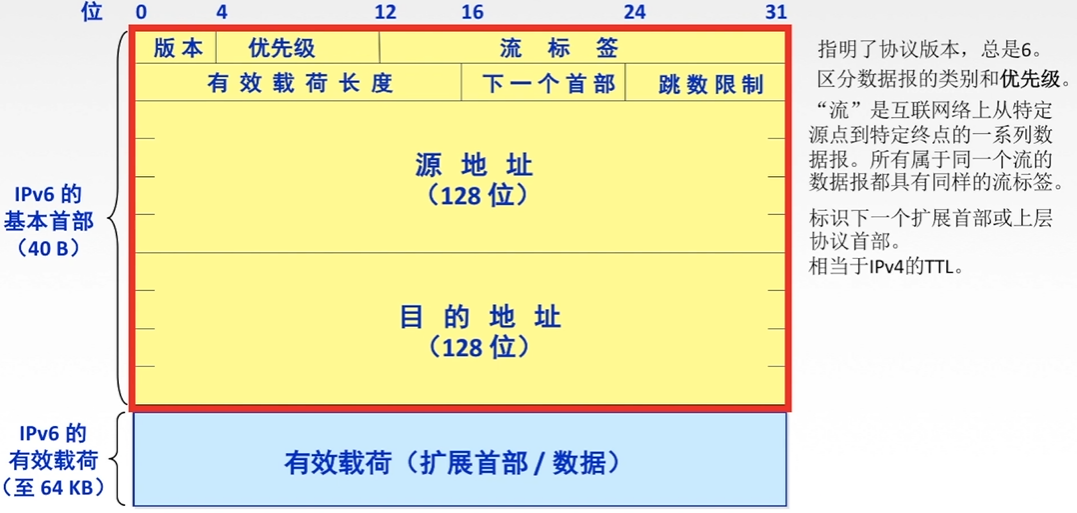 位 0 4 12 16 24 31
版本 优先级 流标签
有效载荷长度 下一个首部 跳数限制
源地址
（128 位）
目的地址
（128 位）
有效载荷（扩展首部 / 数据）
IPv6 的
基本首部
（40 B）
IPv6 的
有效载荷
（至 64 KB）
指明了协议版本，总是6。
区分数据报的类别和优先级。
“流”是互联网络上从特定
源点到特定终点的一系列数
据报。所有属于同一个流的
数据报都具有同样的流标签。
标识下一个扩展首部或上层
协议首部。
相当于IPv4的TTL。